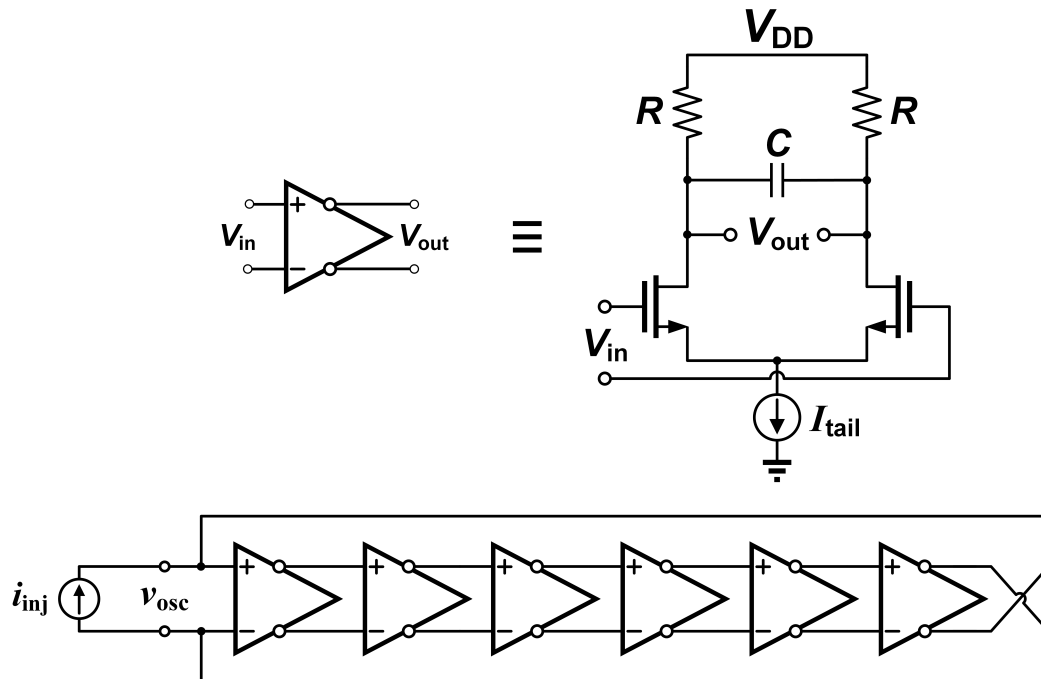 V_DD
R R
C
+
V_in V_out ≡ V_out
−
V_in
I_tail
+ + + + + +
i_inj v_osc
− − − − − −